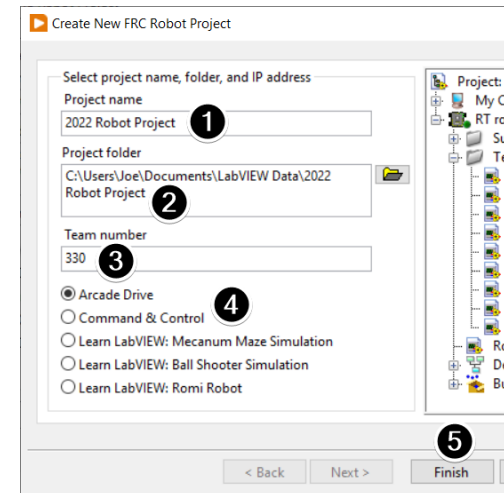 Create New FRC Robot Project
Select project name, folder, and IP address
Project name
2022 Robot Project
1
Project folder
C:\Users\Joe\Documents\LabVIEW Data\2022
Robot Project
2
Team number
330
3
Arcade Drive
4
Command & Control
Learn LabVIEW: Mecanum Maze Simulation
Learn LabVIEW: Ball Shooter Simulation
Learn LabVIEW: Romi Robot
Project:
My
RT
5
< Back
Next >
Finish